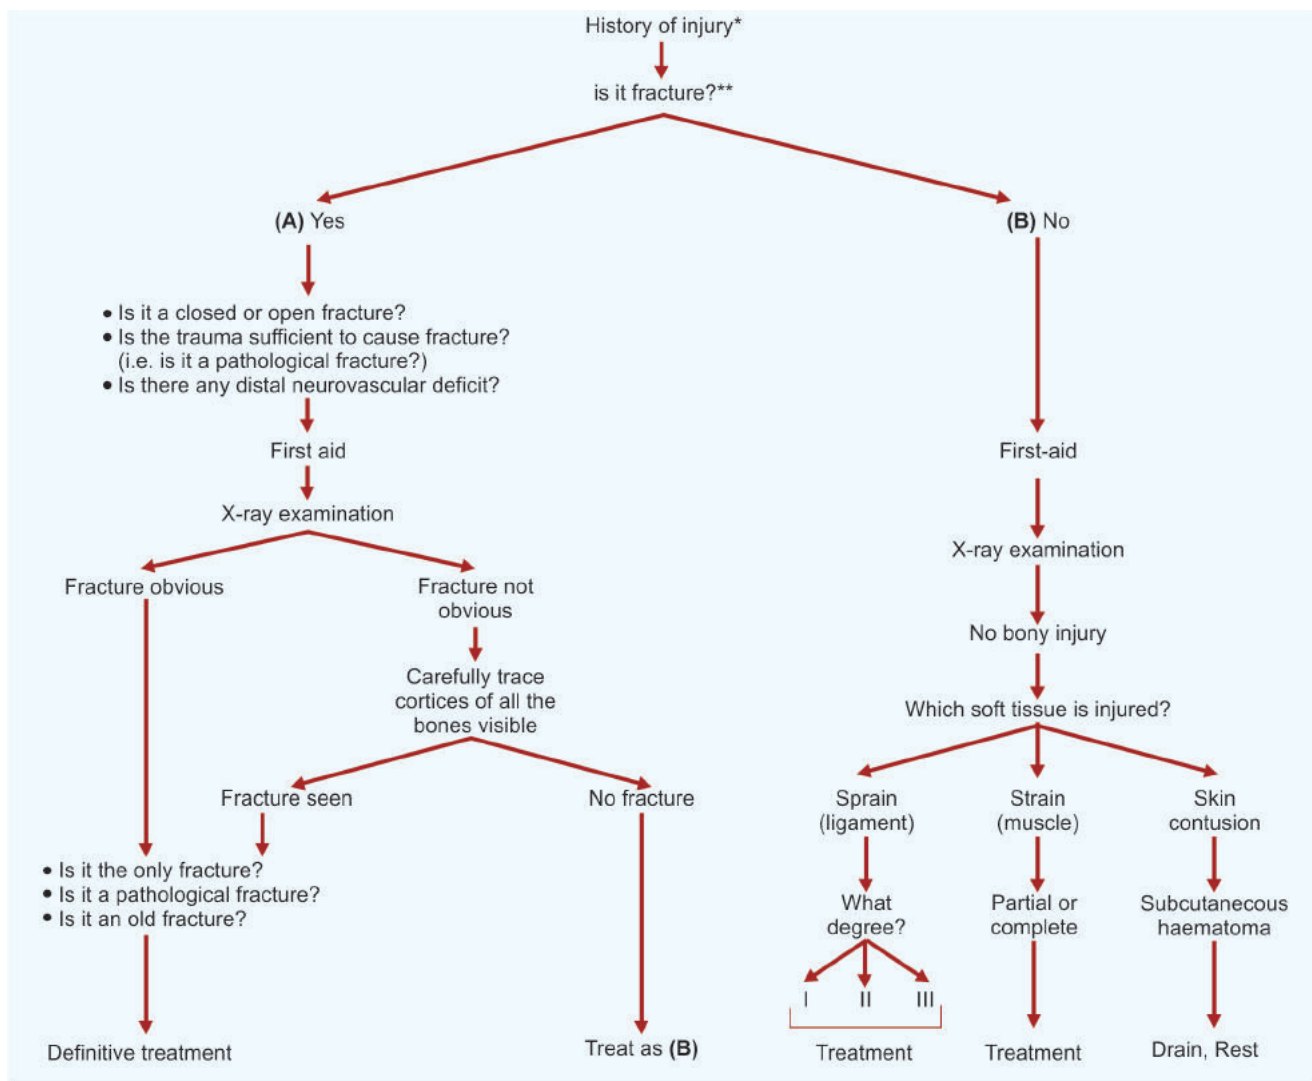 History of injury*
is it fracture?**
(A) Yes
(B) No
• Is it a closed or open fracture?
• Is the trauma sufficient to cause fracture?
(i.e. is it a pathological fracture?)
• Is there any distal neurovascular deficit?
First aid
First-aid
X-ray examination
X-ray examination
Fracture obvious
Fracture not
obvious
No bony injury
Carefully trace
cortices of all the
bones visible
Which soft tissue is injured?
Fracture seen
No fracture
Sprain
(ligament)
Strain
(muscle)
Skin
contusion
• Is it the only fracture?
• Is it a pathological fracture?
• Is it an old fracture?
What
degree?
Partial or
complete
Subcutaneous
haematoma
I
II
III
Definitive treatment
Treat as (B)
Treatment
Treatment
Drain, Rest